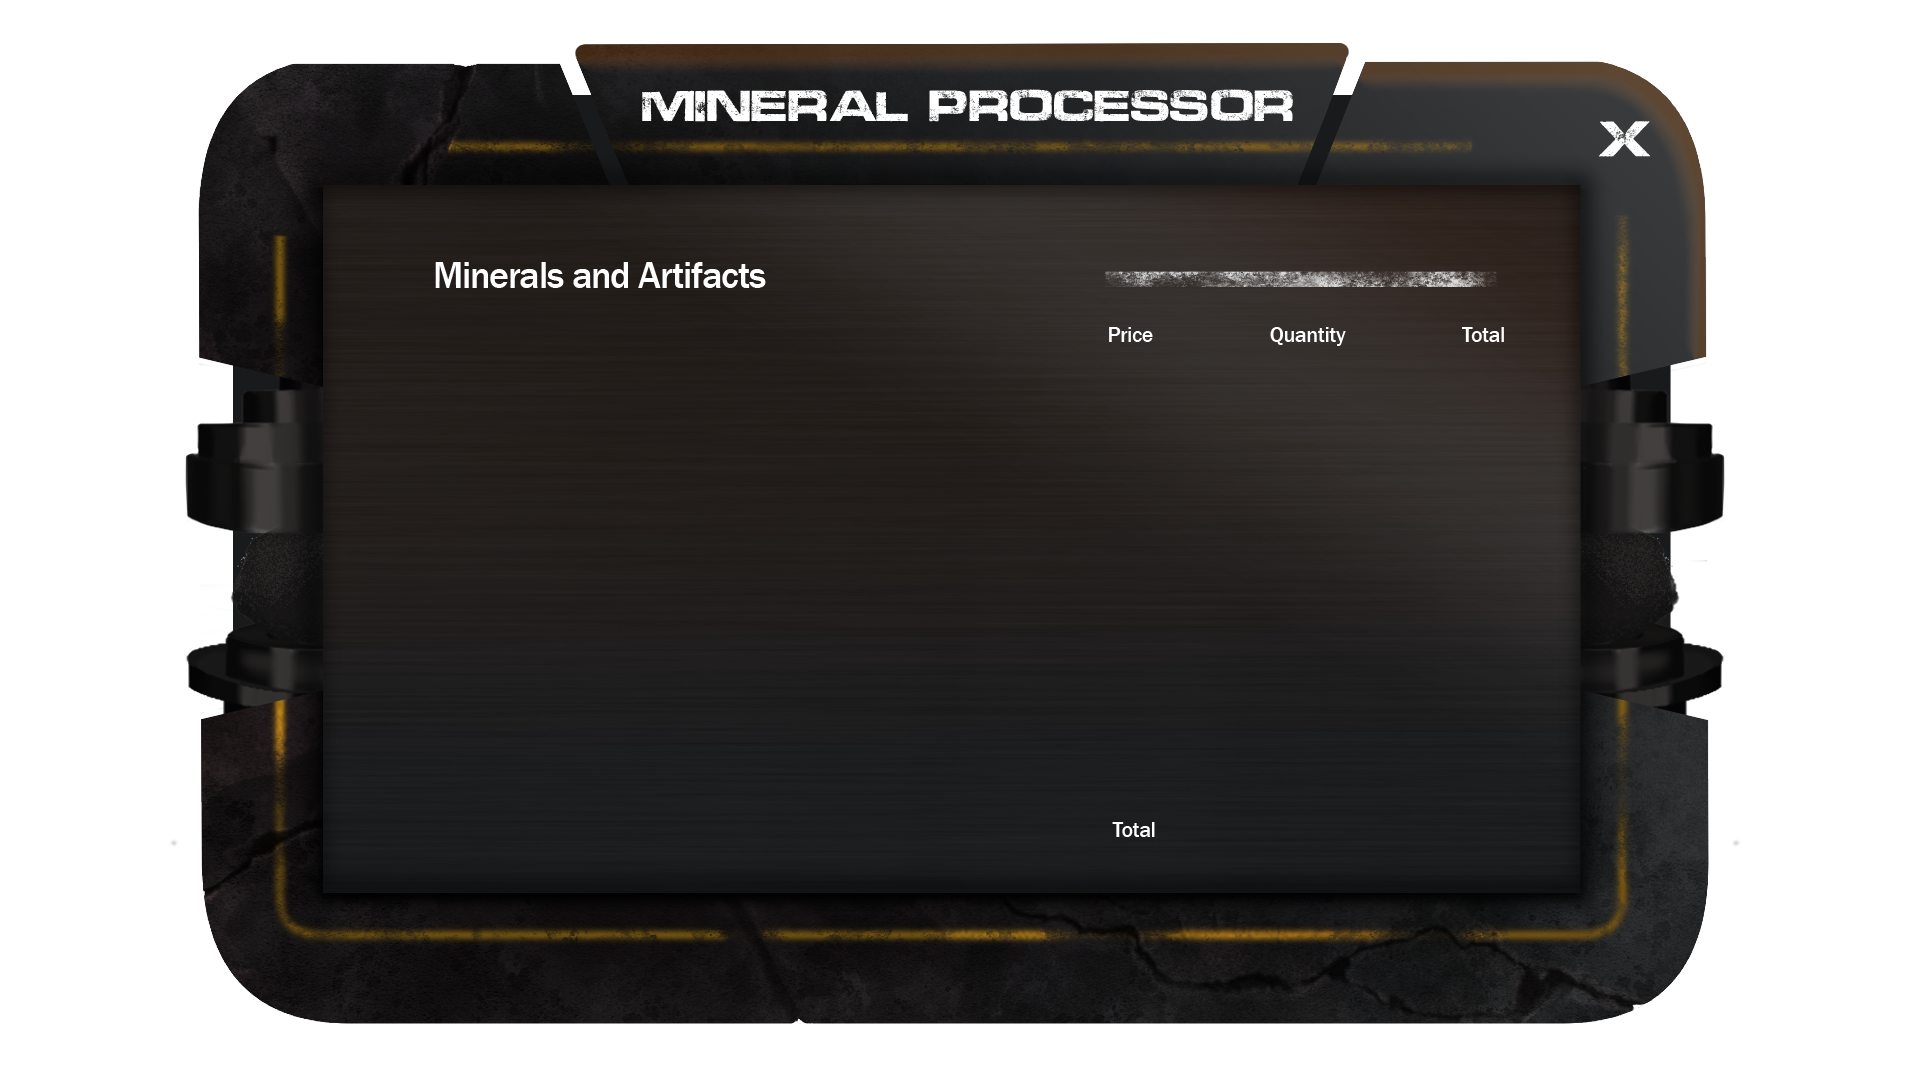 MINERAL PROCESSOR
X
Minerals and Artifacts
Price Quantity Total
Total